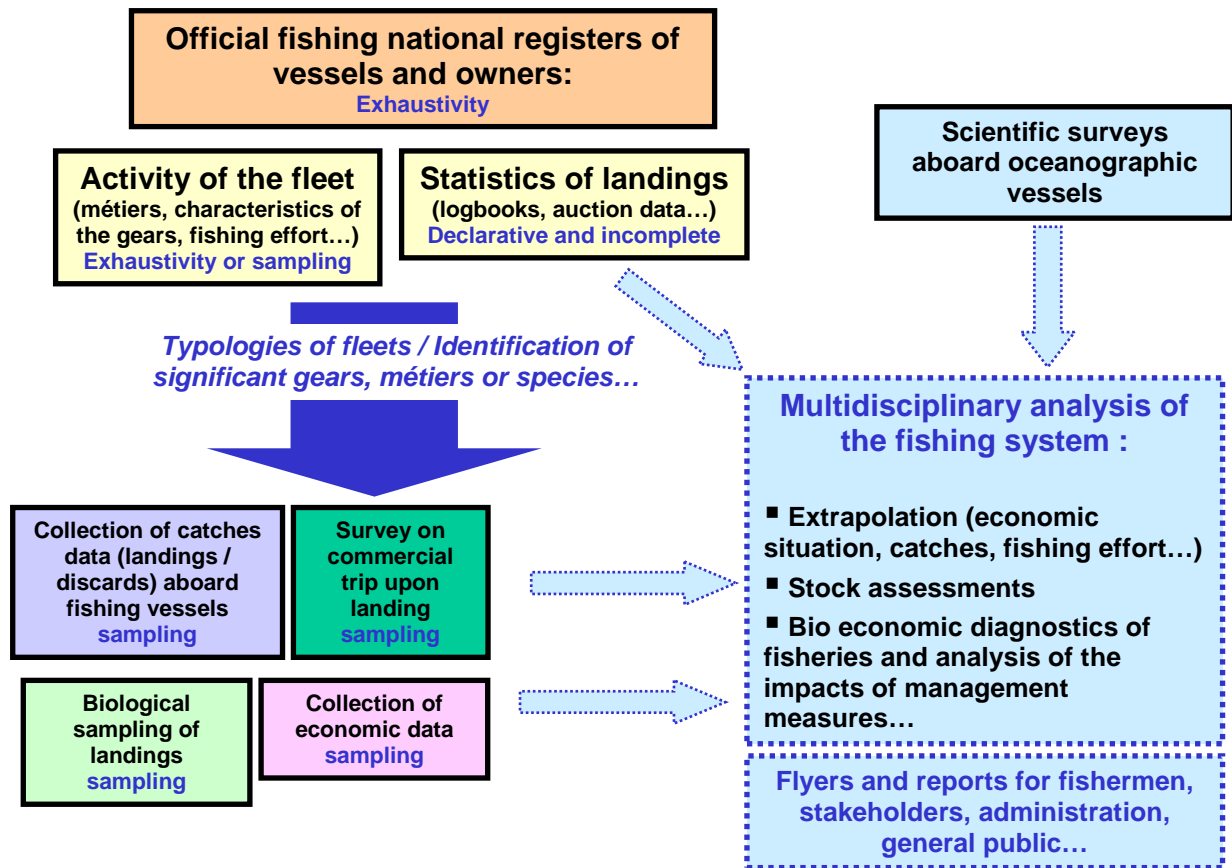 Official fishing national registers of
vessels and owners:
Exhaustivity
Scientific surveys
aboard oceanographic
vessels
Activity of the fleet
(métiers, characteristics of
the gears, fishing effort…)
Exhaustivity or sampling
Statistics of landings
(logbooks, auction data…)
Declarative and incomplete
Typologies of fleets / Identification of
significant gears, métiers or species…
Multidisciplinary analysis of
the fishing system :
▪ Extrapolation (economic
situation, catches, fishing effort…)
▪ Stock assessments
▪ Bio economic diagnostics of
fisheries and analysis of the
impacts of management
measures…
Collection of catches
data (landings /
discards) aboard
fishing vessels
sampling
Survey on
commercial
trip upon
landing
sampling
Biological
sampling of
landings
sampling
Collection of
economic data
sampling
Flyers and reports for fishermen,
stakeholders, administration,
general public…